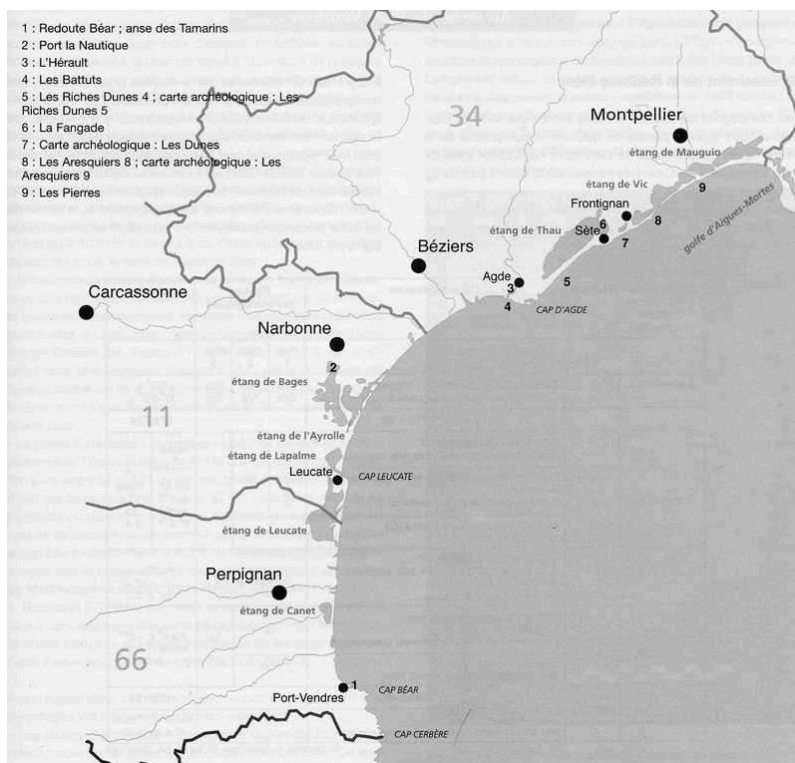 1 : Redoute Béar ; anse des Tamarins
2 : Port la Nautique
3 : L'Hérault
4 : Les Battuts
5 : Les Riches Dunes 4 ; carte archéologique : Les
Riches Dunes 5
6 : La Fangade
7 : Carte archéologique : Les Dunes
8 : Les Aresquiers 8 ; carte archéologique : Les
Aresquiers 9
9 : Les Pierres
34
Montpellier
étang de Mauguio
étang de Vic
9
Frontignan
6
8
golfe d'Aigues-Mortes
étang de Thau
Sète
7
Béziers
Agde
5
3
4
CAP D'AGDE
Carcassonne
Narbonne
2
étang de Bages
11
étang de l'Ayrolle
étang de Lapalme
Leucate
CAP LEUCATE
étang de Leucate
Perpignan
étang de Canet
66
1
CAP BÉAR
Port-Vendres
CAP CERBÈRE